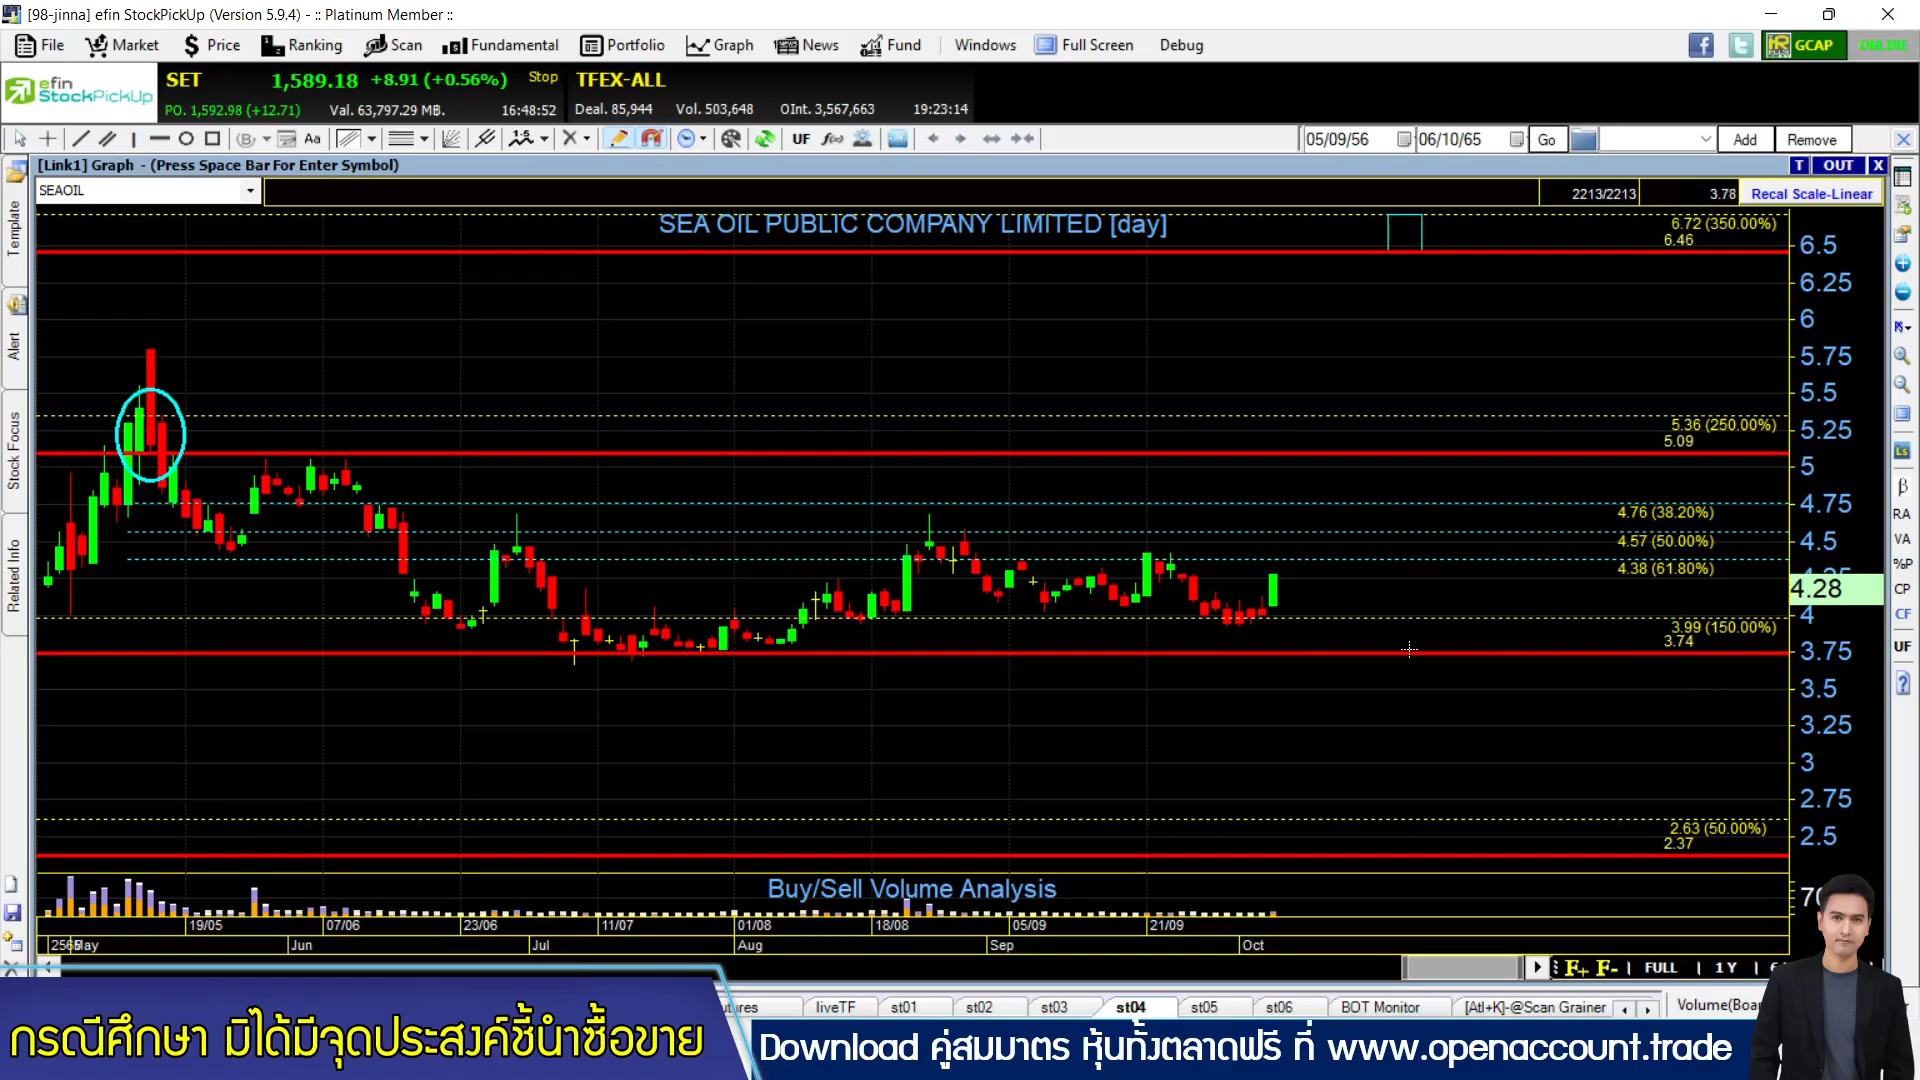 [98-jinna] efin StockPickUp (Version 5.9.4) - :: Platinum Member ::
File Market Price Ranking Scan Fundamental Portfolio Graph News Fund Windows Full Screen Debug GCAP ONLINE
efin StockPickUp
SET 1,589.18 +8.91 (+0.56%) Stop TFEX-ALL
PO. 1,592.98 (+12.71) Val. 63,797.29 MB. 16:48:52 Deal. 85,944 Vol. 503,648 OInt. 3,567,663 19:23:14
Aa 1-5 UF f(x) 05/09/56 06/10/65 Go Add Remove
[Link1] Graph - (Press Space Bar For Enter Symbol) T OUT X
SEAOIL 2213/2213 3.78 Recal Scale-Linear
SEA OIL PUBLIC COMPANY LIMITED [day]
6.72 (350.00%)
6.46
5.36 (250.00%)
5.09
4.76 (38.20%)
4.57 (50.00%)
4.38 (61.80%)
3.99 (150.00%)
3.74
2.63 (50.00%)
2.37
6.5
6.25
6
5.75
5.5
5.25
5
4.75
4.5
4.28
4
3.75
3.5
3.25
3
2.75
2.5
Template
Alert
Stock Focus
Related Info
Ls
β
RA
VA
%P
CP
CF
UF
?
Buy/Sell Volume Analysis
19/05 07/06 23/06 11/07 01/08 18/08 05/09 21/09
May Jun Jul Aug Sep Oct
F+ F- FULL 1 Y
liveTF st01 st02 st03 st04 st05 st06 BOT Monitor [Atl+K]-@Scan Grainer
กรณีศึกษา มิได้มีจุดประสงค์ชี้นำซื้อขาย
Download คู่สมมาตร หุ้นทั้งตลาดฟรี ที่ www.openaccount.trade